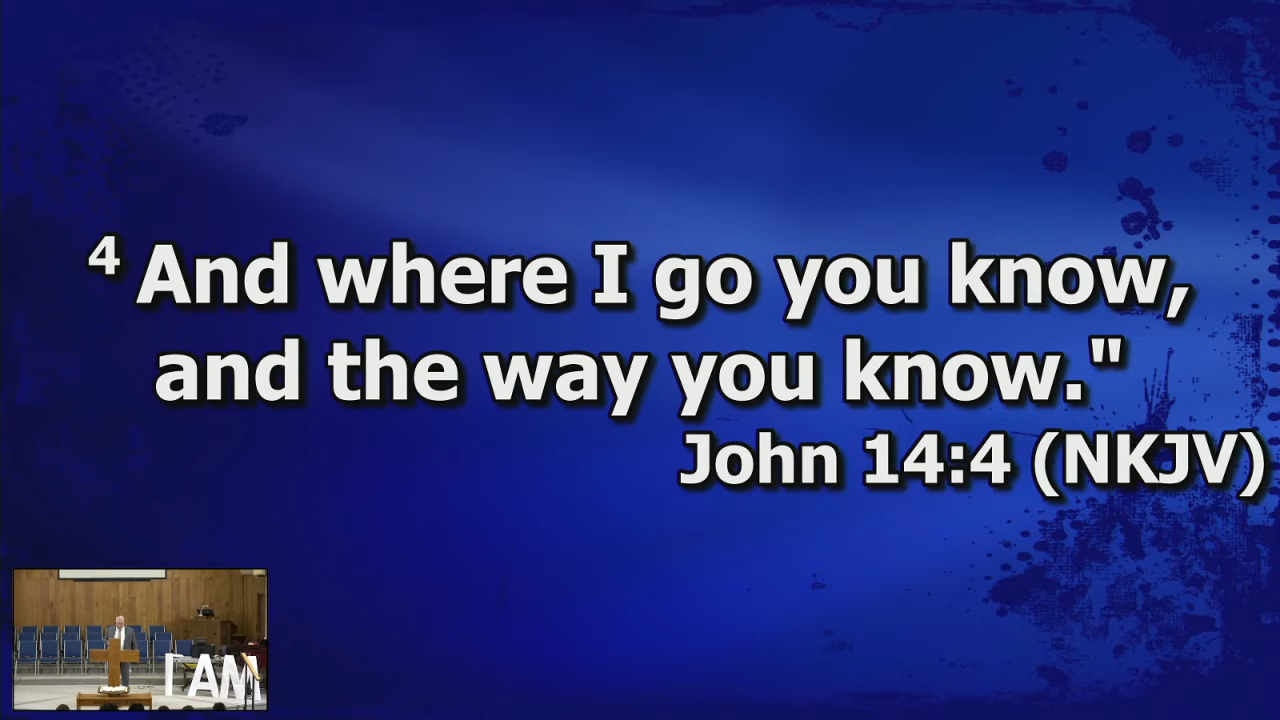 4 And where I go you know,
and the way you know."
John 14:4 (NKJV)
I AM